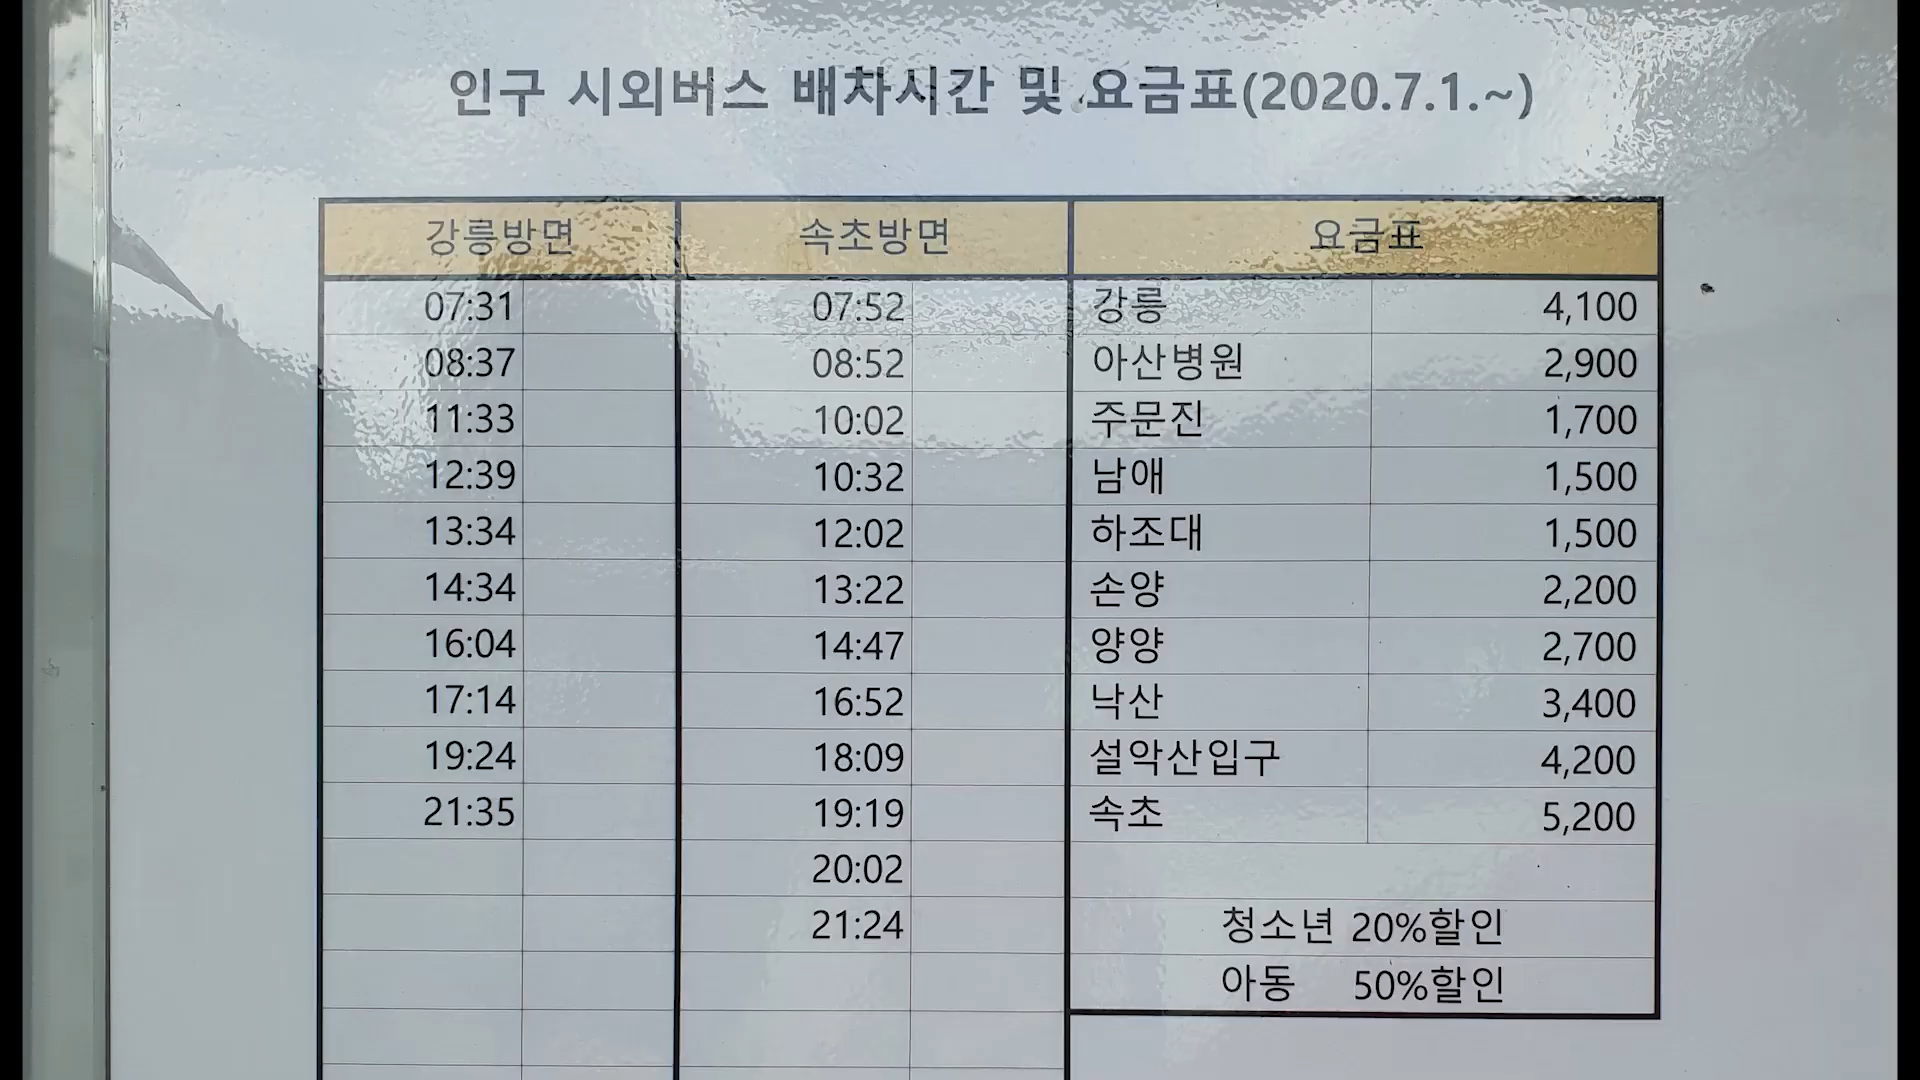 인구 시외버스 배차시간 및 요금표(2020.7.1.~)
강릉방면 속초방면 요금표
07:31 07:52 강릉 4,100
08:37 08:52 아산병원 2,900
11:33 10:02 주문진 1,700
12:39 10:32 남애 1,500
13:34 12:02 하조대 1,500
14:34 13:22 손양 2,200
16:04 14:47 양양 2,700
17:14 16:52 낙산 3,400
19:24 18:09 설악산입구 4,200
21:35 19:19 속초 5,200
20:02
21:24 청소년 20%할인
아동 50%할인